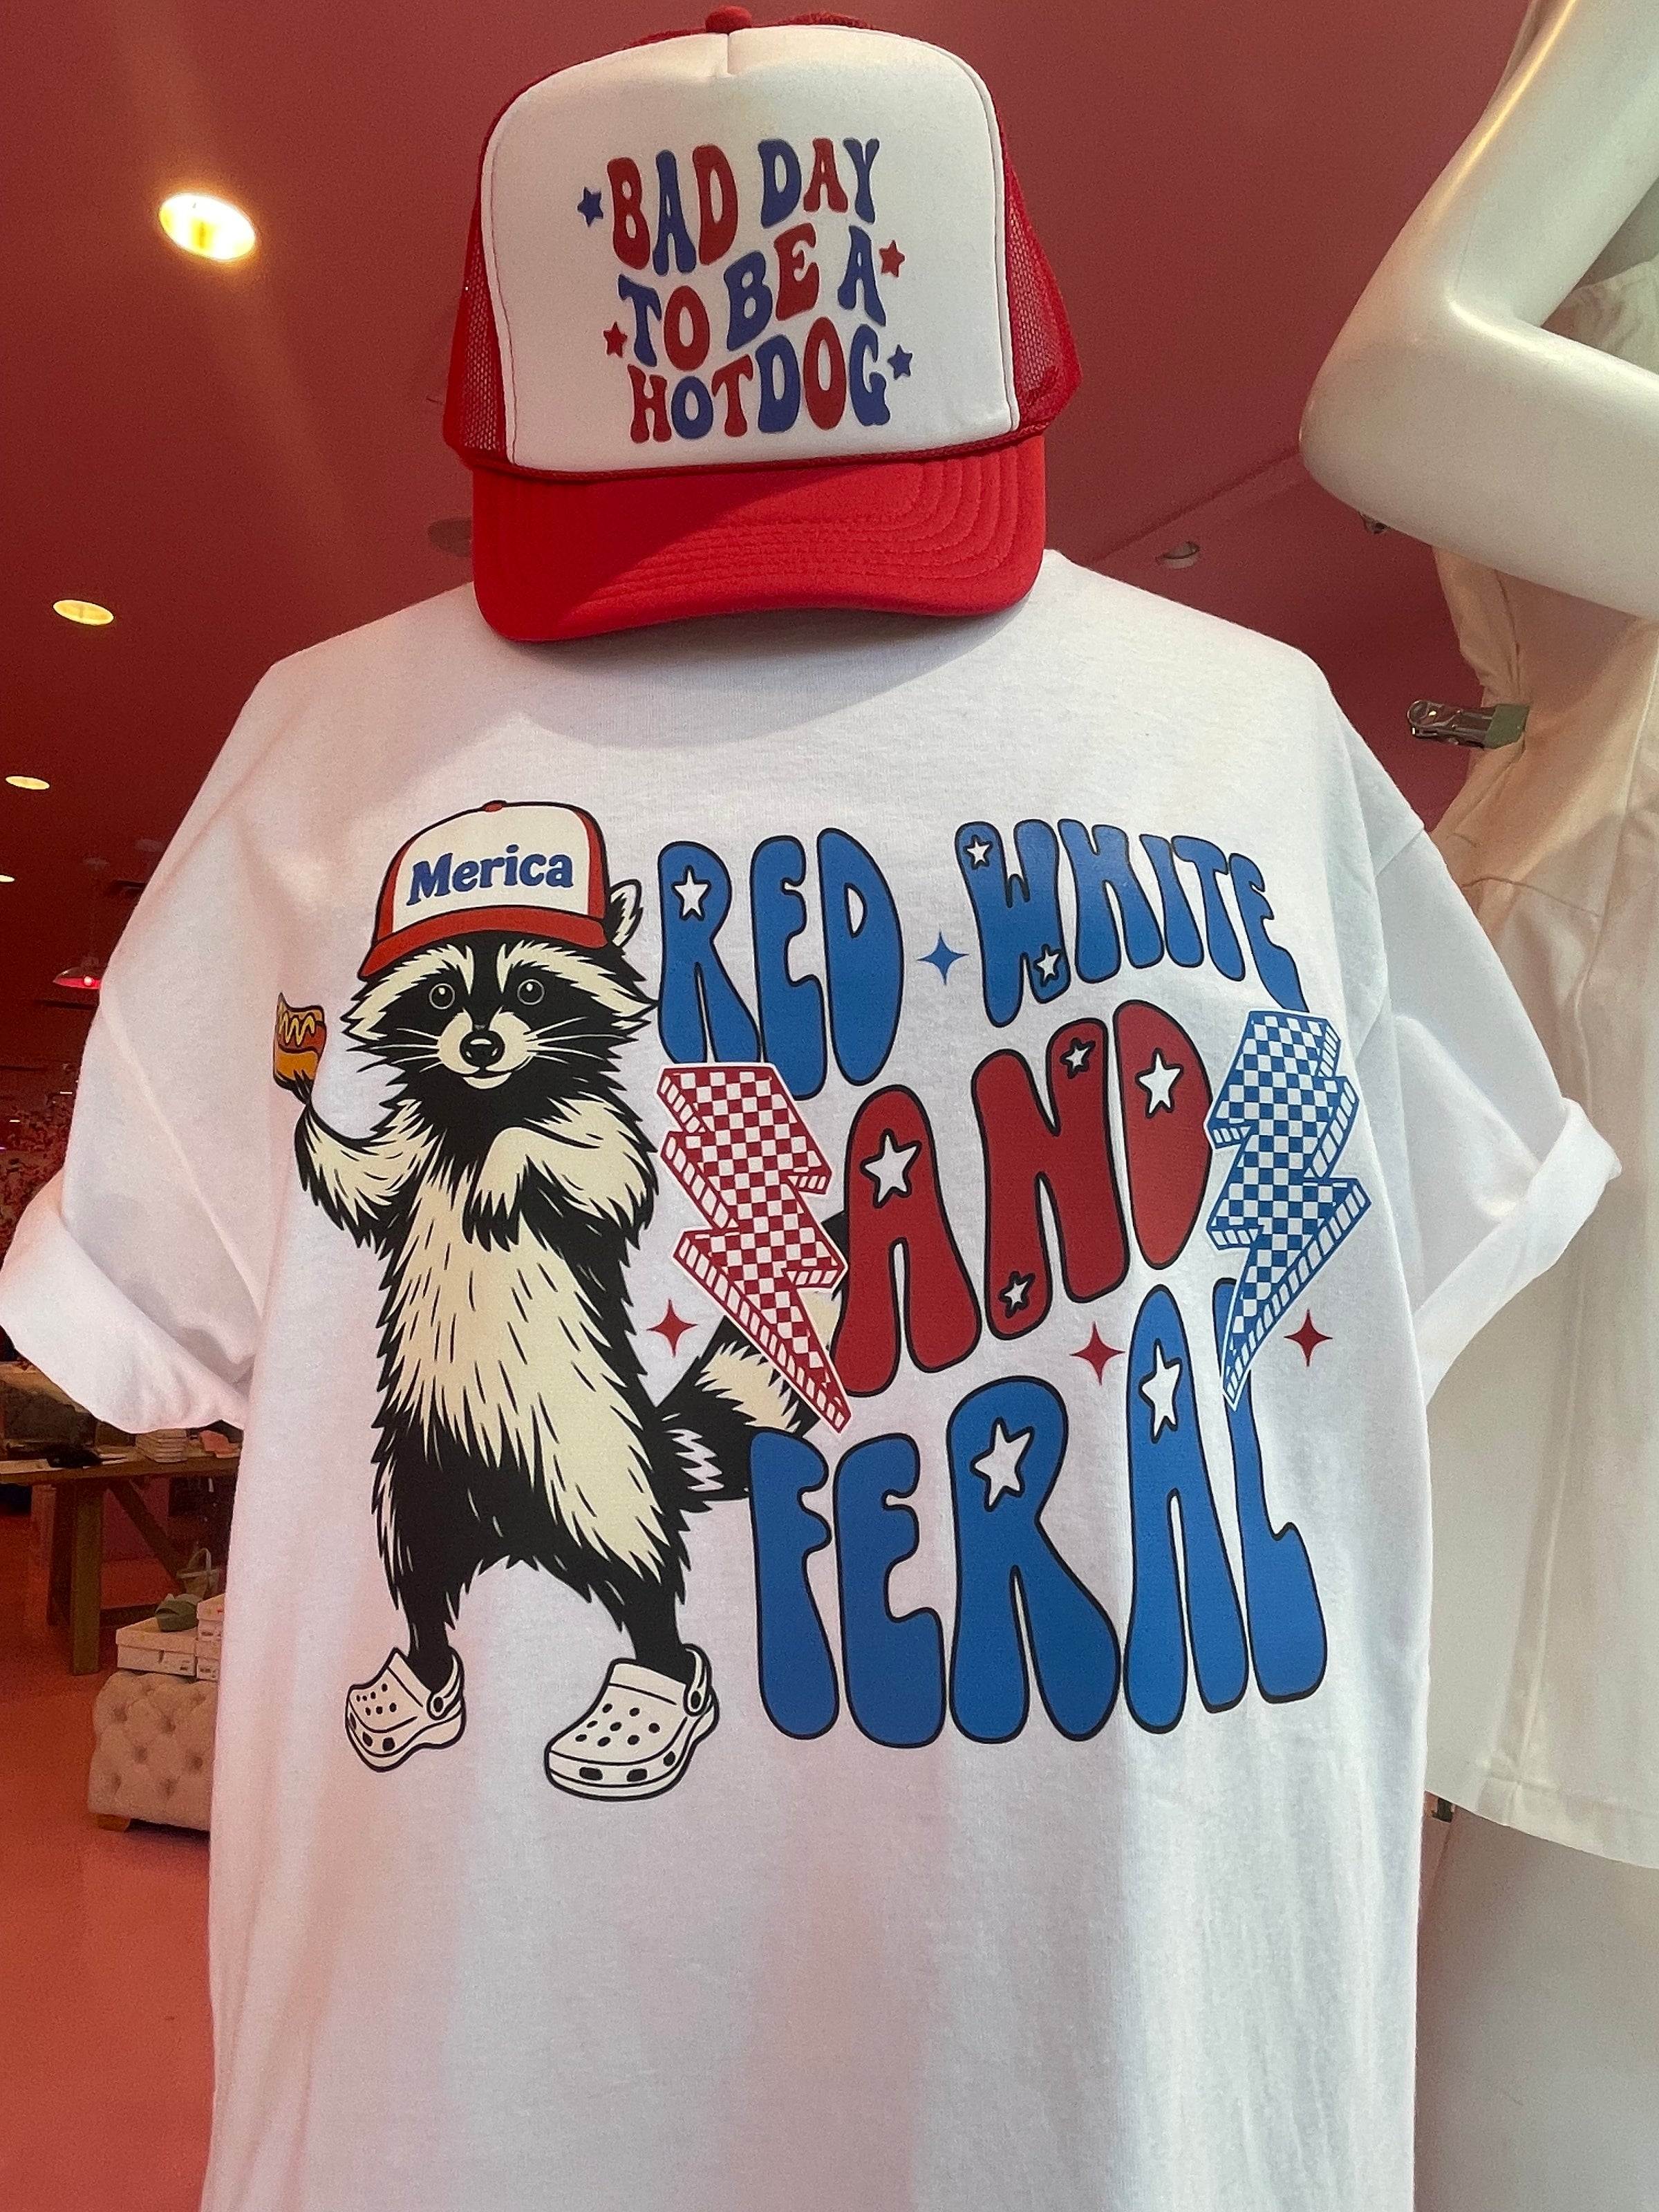 BAD DAY
TO BE A
HOTDOG
Merica
RED WHITE
AND
FERAL